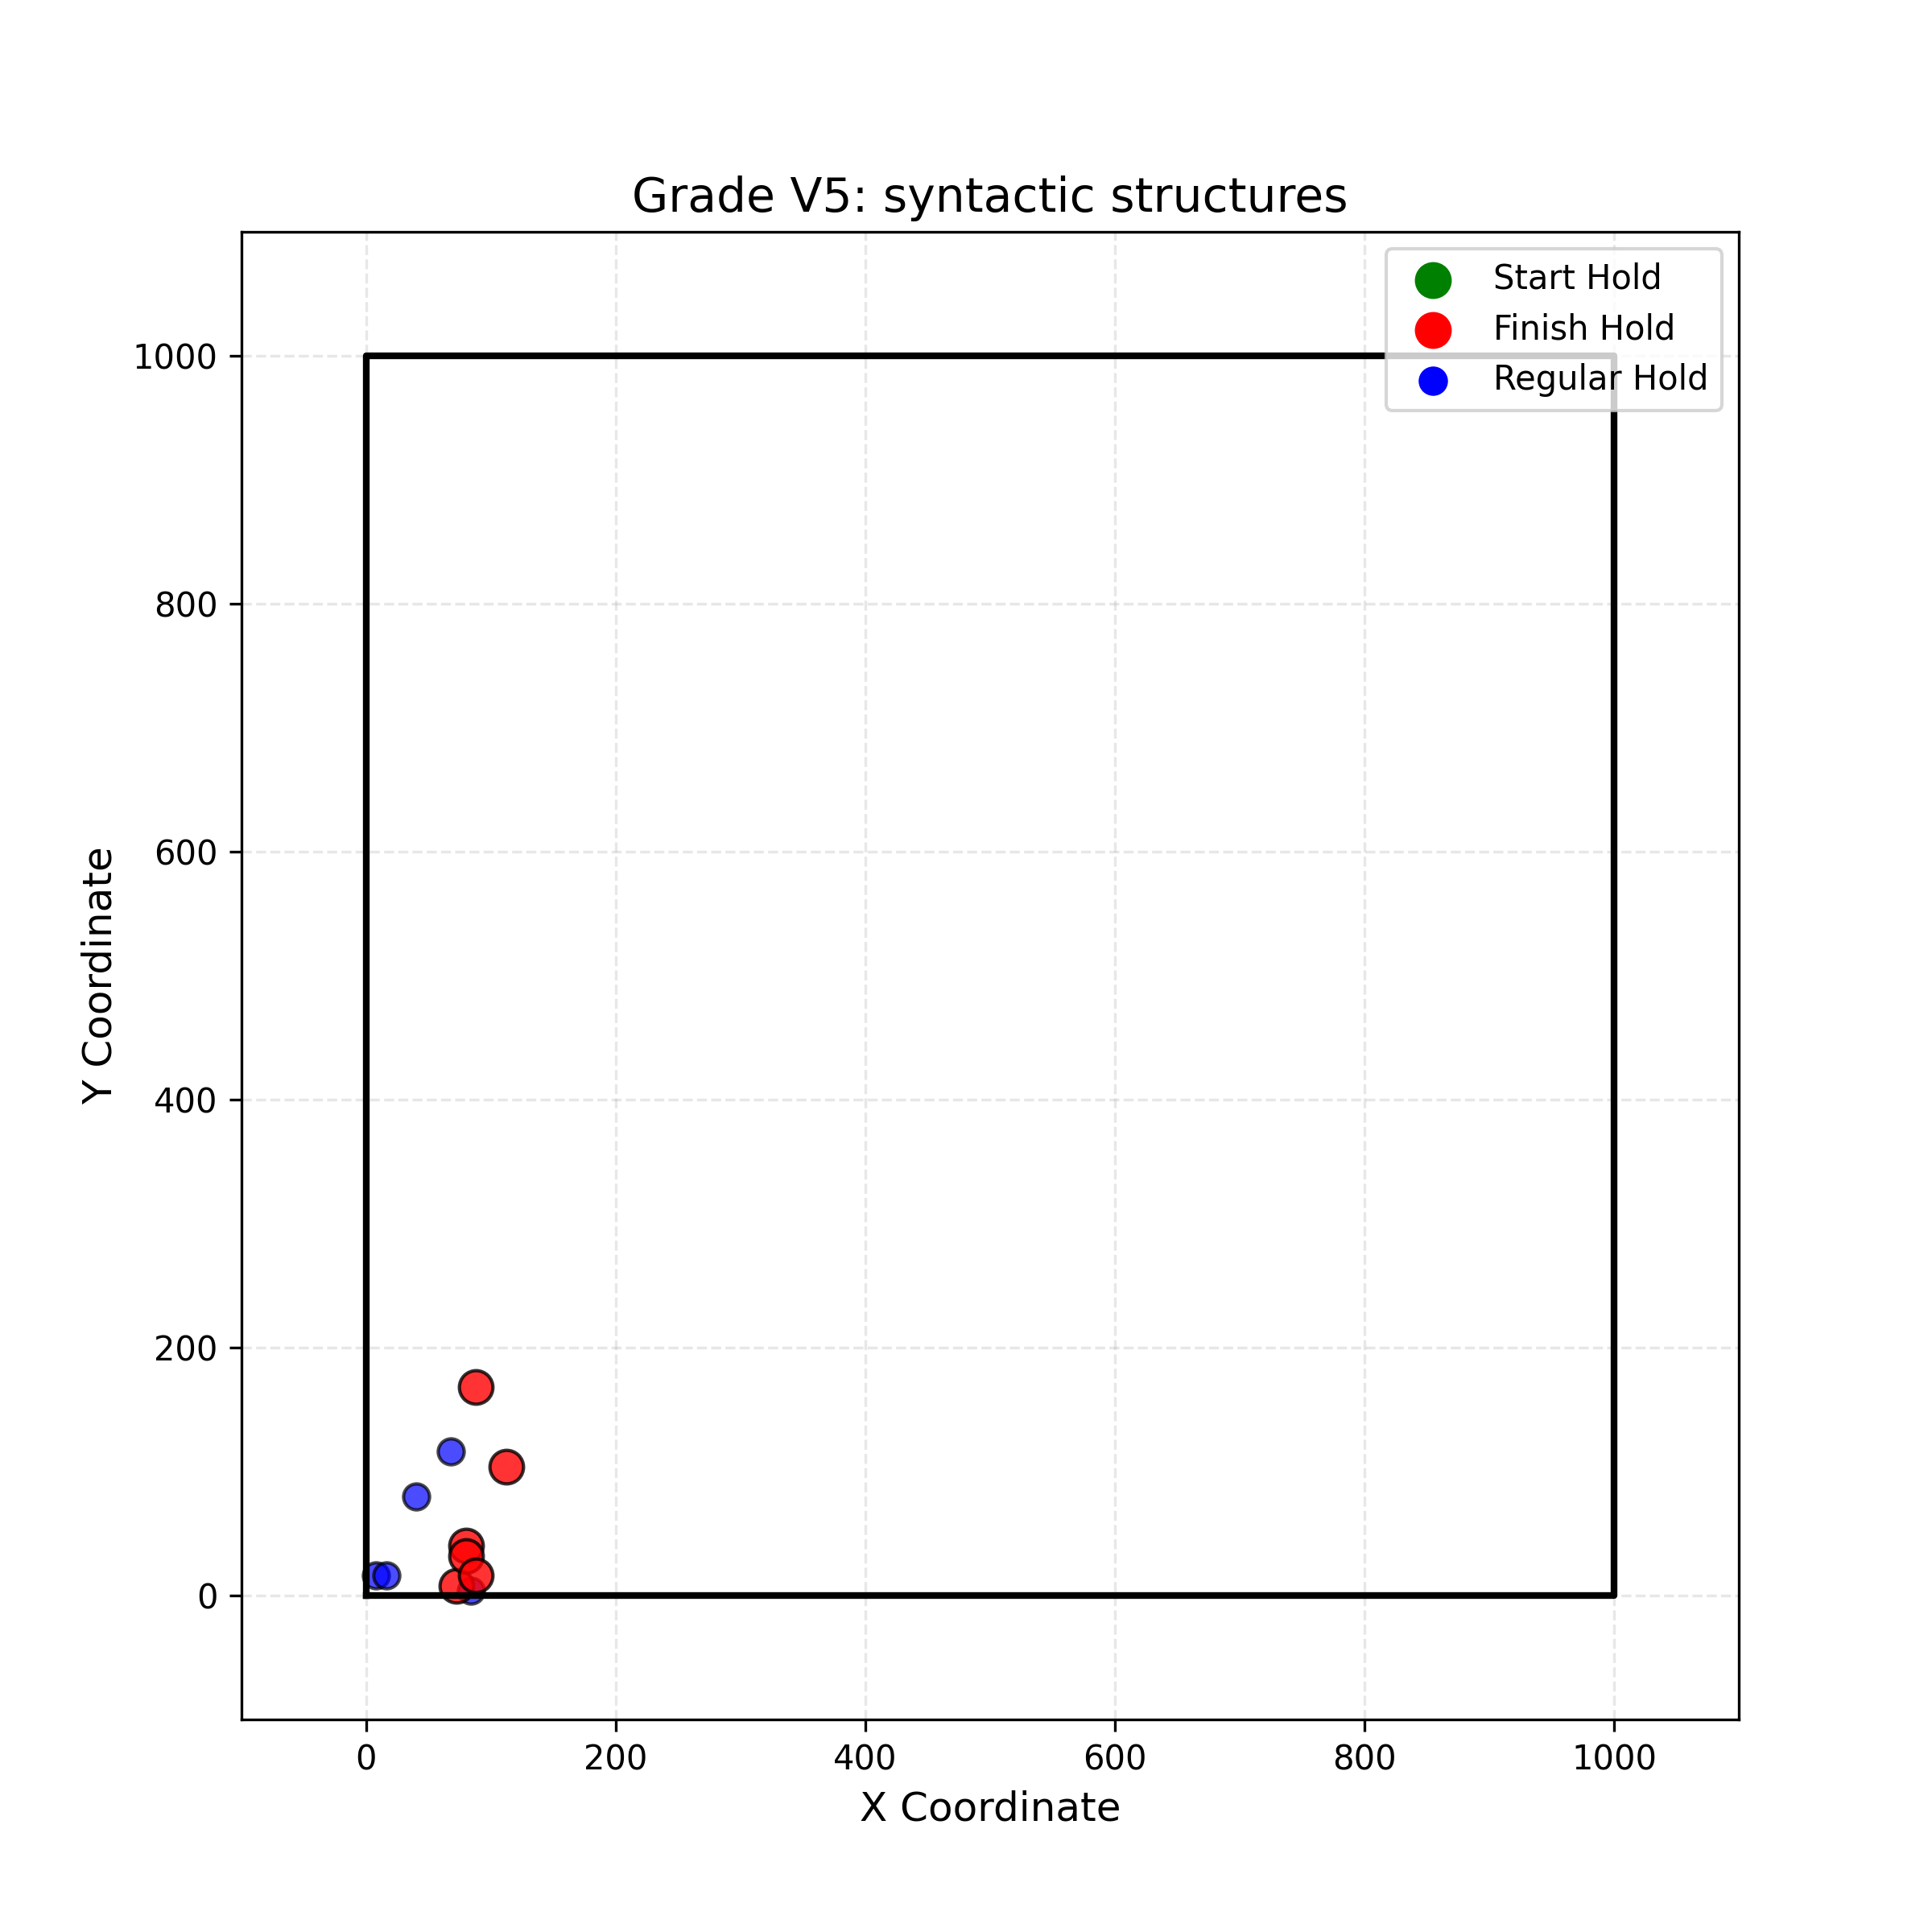 Grade V5: syntactic structures
Start Hold
Finish Hold
Regular Hold
1000
800
600
400
200
0
Y Coordinate
0 200 400 600 800 1000
X Coordinate